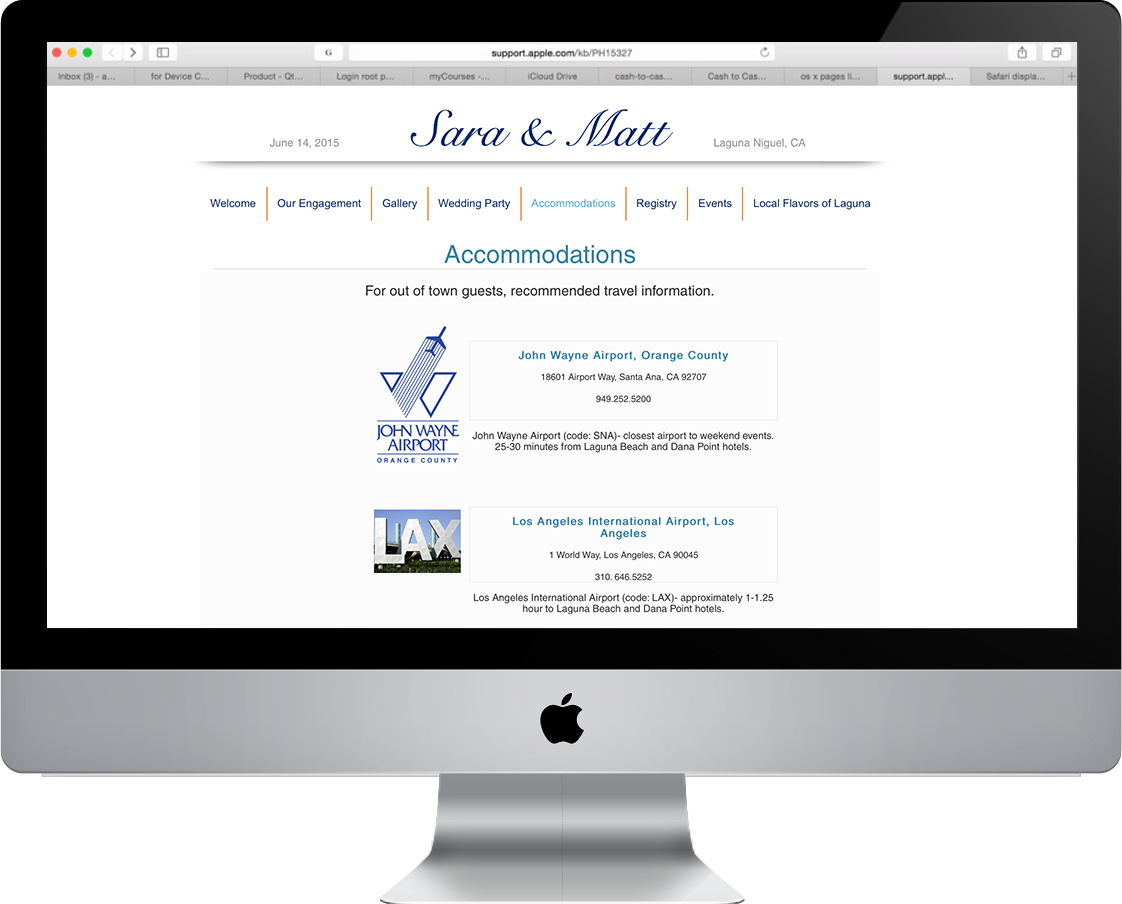 G
support.apple.com/kb/PH15327
Inbox (3) - a... for Device C... Product - Qt... Login root p... myCourses -... iCloud Drive cash-to-cas... Cash to Cas... os x pages li... support.appl... Safari displa... +
Sara & Matt
June 14, 2015 Laguna Niguel, CA
Welcome Our Engagement Gallery Wedding Party Accommodations Registry Events Local Flavors of Laguna
Accommodations
For out of town guests, recommended travel information.
JOHN WAYNE
AIRPORT
ORANGE COUNTY
John Wayne Airport, Orange County
18601 Airport Way, Santa Ana, CA 92707
949.252.5200
John Wayne Airport (code: SNA)- closest airport to weekend events.
25-30 minutes from Laguna Beach and Dana Point hotels.
LAX
Los Angeles International Airport, Los
Angeles
1 World Way, Los Angeles, CA 90045
310. 646.5252
Los Angeles International Airport (code: LAX)- approximately 1-1.25
hour to Laguna Beach and Dana Point hotels.